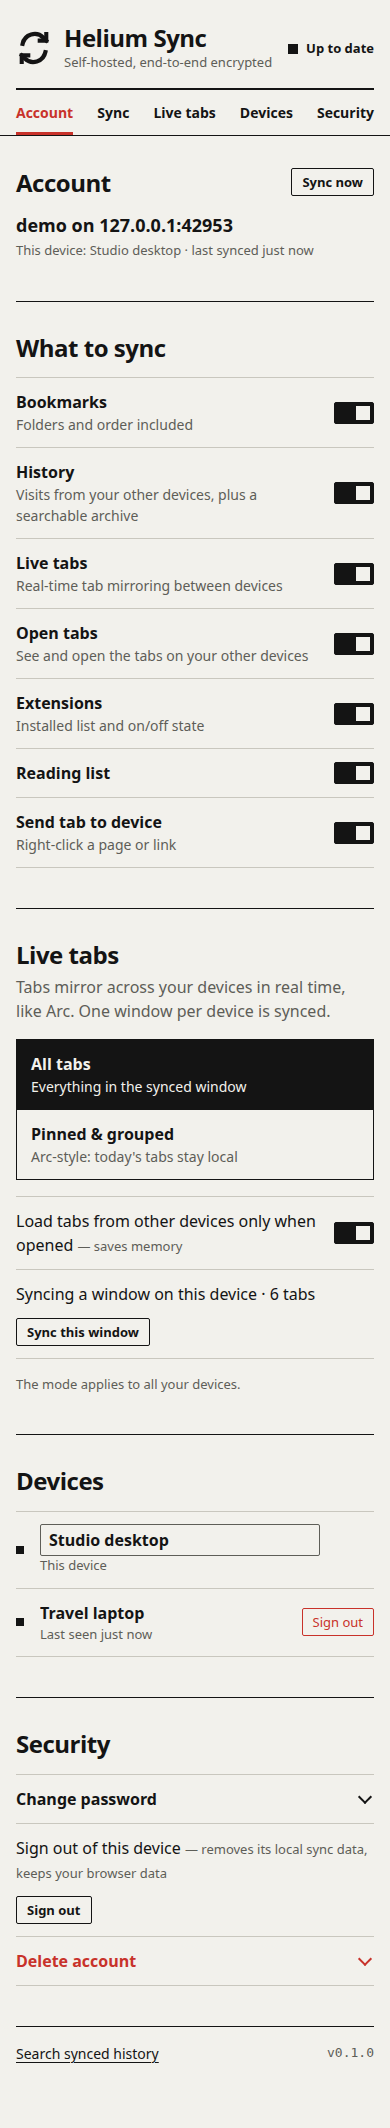 Helium Sync
Self-hosted, end-to-end encrypted
Up to date
Account Sync Live tabs Devices Security
Account
Sync now
demo on 127.0.0.1:42953
This device: Studio desktop · last synced just now
What to sync
Bookmarks
Folders and order included
History
Visits from your other devices, plus a
searchable archive
Live tabs
Real-time tab mirroring between devices
Open tabs
See and open the tabs on your other devices
Extensions
Installed list and on/off state
Reading list
Send tab to device
Right-click a page or link
Live tabs
Tabs mirror across your devices in real time,
like Arc. One window per device is synced.
All tabs
Everything in the synced window
Pinned & grouped
Arc-style: today's tabs stay local
Load tabs from other devices only when
opened — saves memory
Syncing a window on this device · 6 tabs
Sync this window
The mode applies to all your devices.
Devices
Studio desktop
This device
Travel laptop
Last seen just now
Sign out
Security
Change password
Sign out of this device — removes its local sync data,
keeps your browser data
Sign out
Delete account
Search synced history
v0.1.0